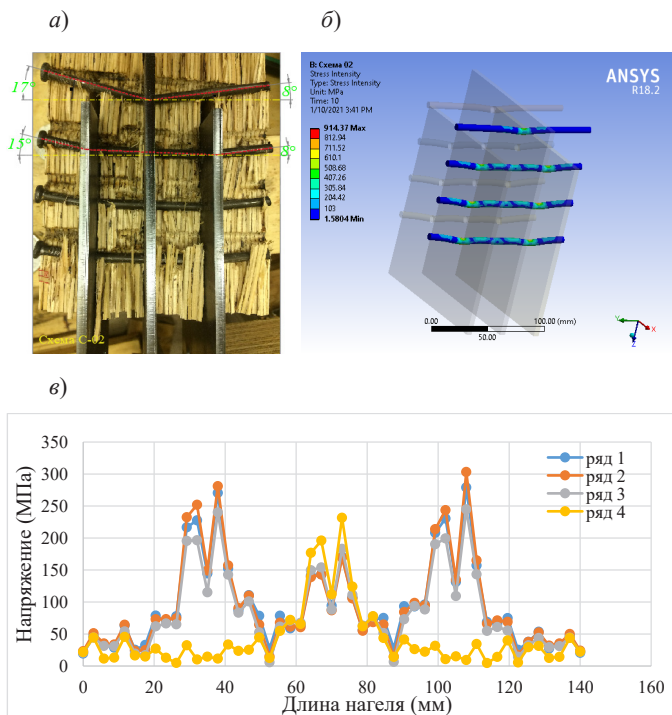 а)
б)
17°
8°
15°
8°
Схема С-02
B: Схема 02
Stress Intensity
Type: Stress Intensity
Unit: MPa
Time: 10
1/10/2021 3:41 PM
914.37 Max
812.94
711.52
610.1
508.68
407.26
305.84
204.42
103
1.5804 Min
ANSYS
R18.2
0.00
100.00 (mm)
50.00
Y
X
Z
в)
Напряжение (МПа)
350
300
250
200
150
100
50
0
0
20
40
60
80
100
120
140
160
Длина нагеля (мм)
ряд 1
ряд 2
ряд 3
ряд 4